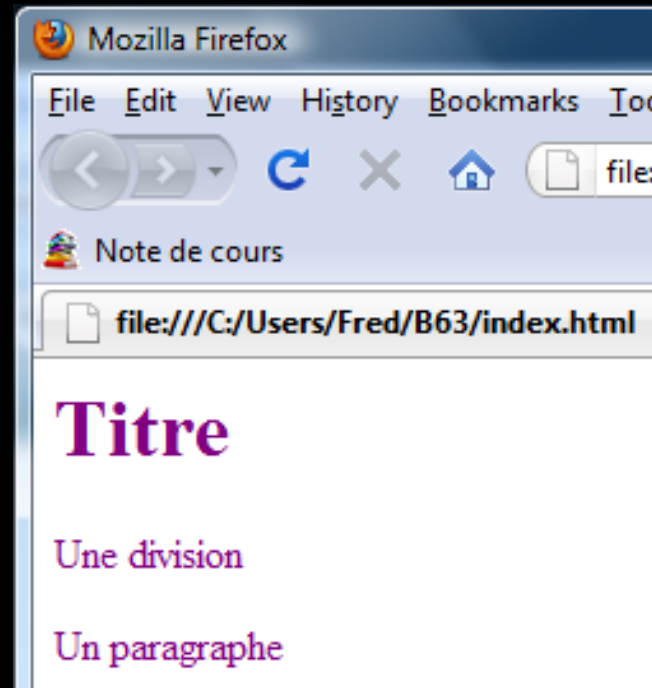 Mozilla Firefox
File Edit View History Bookmarks
file:
Note de cours
file:///C:/Users/Fred/B63/index.html
Titre
Une division
Un paragraphe